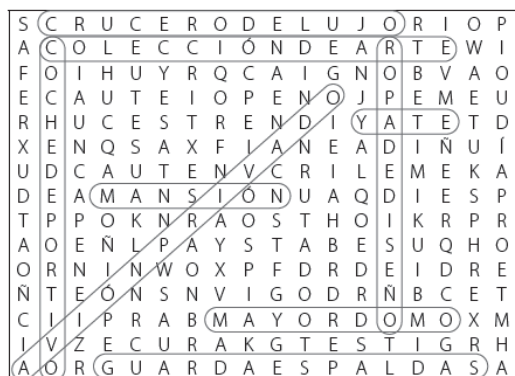 S C R U C E R O D E L U J O R I O P
A C O L E C C I Ó N D E A R T E W I
F O I H U Y R Q C A I G N O B V A O
E C A U T E I O P E N O J P E M E U
R H U C E S T R E N D I Y A T E T D
X E N Q S A X F I A N E A D I Ñ U Í
U D C A U T E N V C R I L E M E K A
D E A M A N S I Ó N U A Q D I E S P
T P P O K N R A O S T H O I K R P R
A O E Ñ L P A Y S T A B E S U Q H O
O R N I N W O X P F D R D E I D R E
Ñ T E Ó N S N V I G O D R Ñ B C E T
C I I P R A B M A Y O R D O M O X M
I V Z E C U R A K G T E S T I G R H
A O R G U A R D A E S P A L D A S A